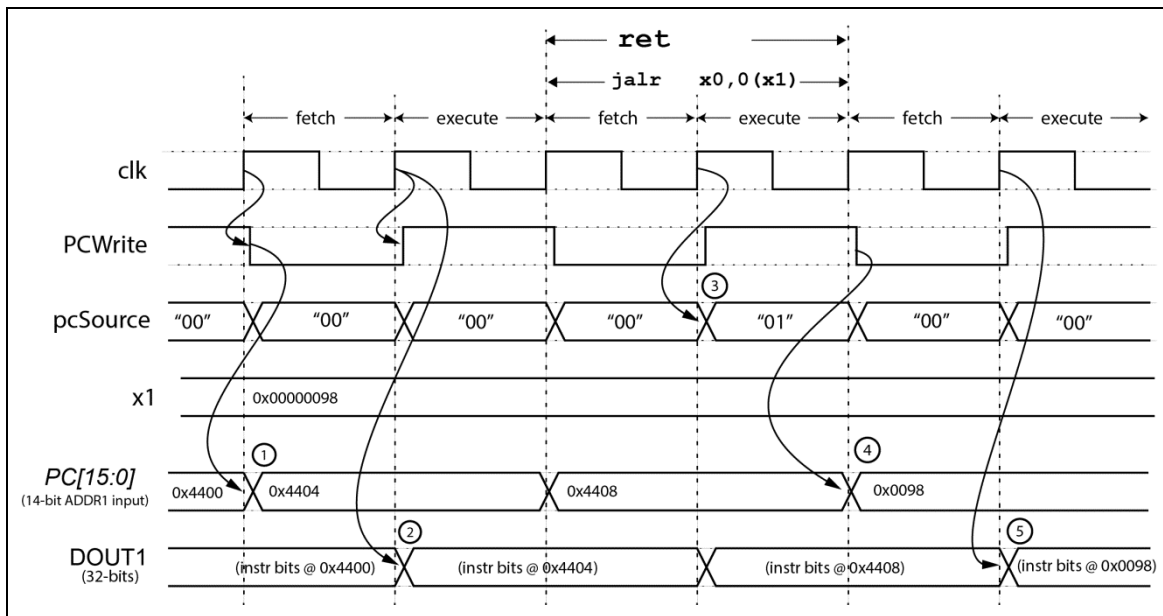 ret
jalr x0,0(x1)
fetch execute fetch execute fetch execute
clk
PCWrite
③
pcSource "00" "00" "00" "00" "01" "00" "00"
x1 0x00000098
① ④
PC[15:0] 0x4400 0x4404 0x4408 0x0098
(14-bit ADDR1 input)
② ⑤
DOUT1 (instr bits @ 0x4400) (instr bits @ 0x4404) (instr bits @ 0x4408) (instr bits @ 0x0098)
(32-bits)